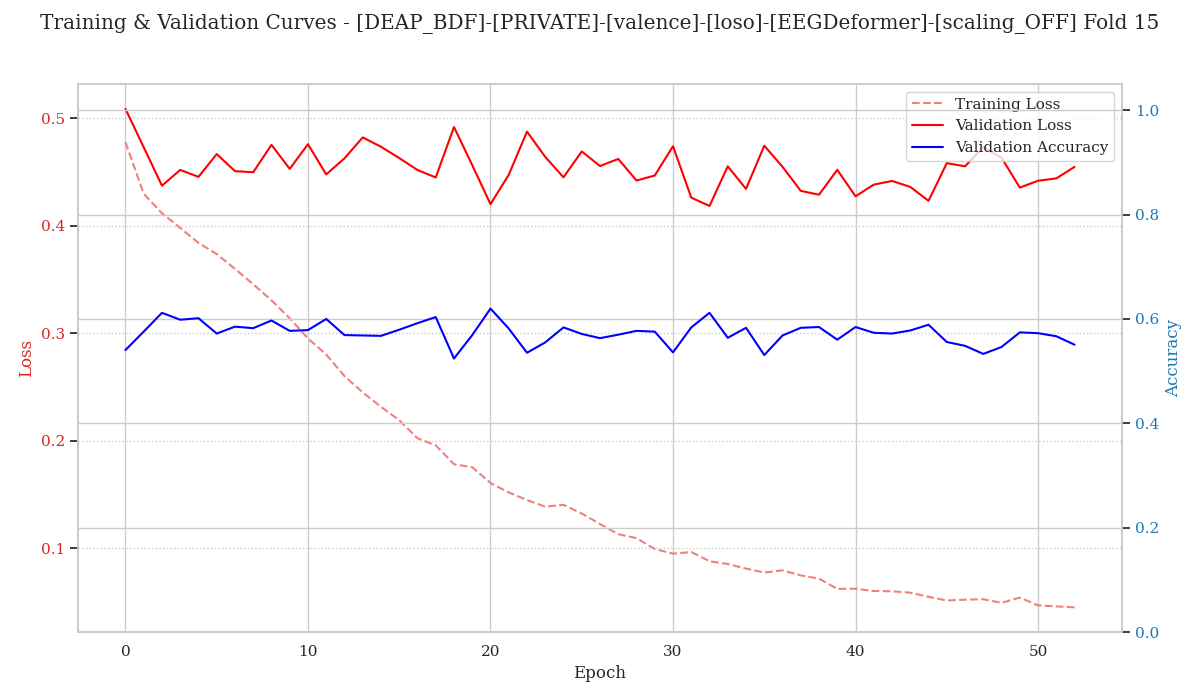 Training & Validation Curves - [DEAP_BDF]-[PRIVATE]-[valence]-[loso]-[EEGDeformer]-[scaling_OFF] Fold 15
Training Loss
Validation Loss
Validation Accuracy
0.5
0.4
0.3
0.2
0.1
Loss
1.0
0.8
0.6
0.4
0.2
0.0
Accuracy
0
10
20
30
40
50
Epoch